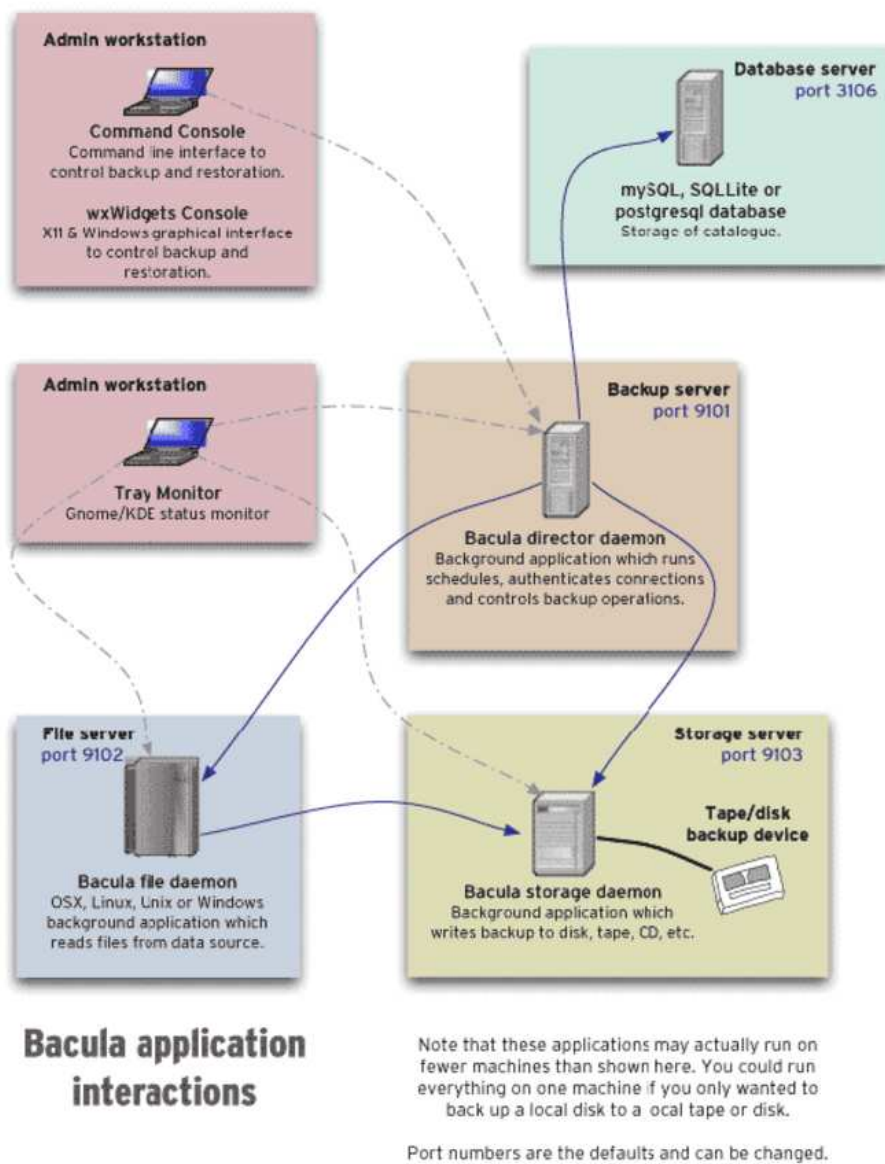 Admin workstation
Command Console
Command line interface to
control backup and restoration.
wxWidgets Console
X11 & Windows graphical interface
to control backup and
restoration.
Database server
port 3106
mySQL, SQLLite or
postgresql database
Storage of catalogue.
Admin workstation
Tray Monitor
Gnome/KDE status monitor
Backup server
port 9101
Bacula director daemon
Background application which runs
schedules, authenticates connections
and controls backup operations.
File server
port 9102
Bacula file daemon
OSX, Linux, Unix or Windows
background application which
reads files from data source.
Storage server
port 9103
Tape/disk
backup device
Bacula storage daemon
Background application which
writes backup to disk, tape, CD, etc.
Bacula application
interactions
Note that these applications may actually run on
fewer machines than shown here. You could run
everything on one machine if you only wanted to
back up a local disk to a local tape or disk.
Port numbers are the defaults and can be changed.